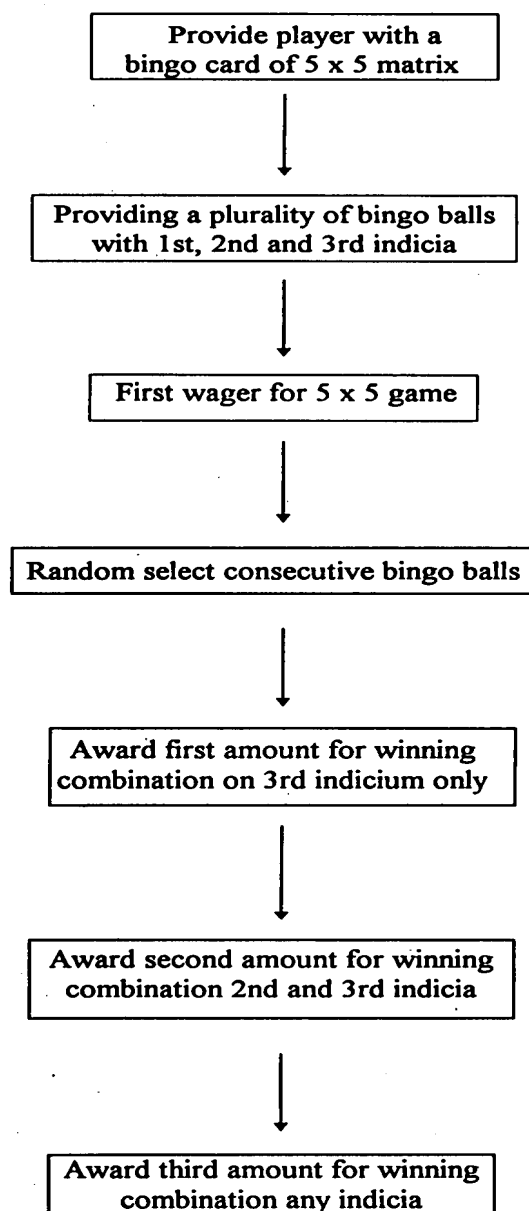 Provide player with a
bingo card of 5 x 5 matrix
Providing a plurality of bingo balls
with 1st, 2nd and 3rd indicia
First wager for 5 x 5 game
Random select consecutive bingo balls
Award first amount for winning
combination on 3rd indicium only
Award second amount for winning
combination 2nd and 3rd indicia
Award third amount for winning
combination any indicia